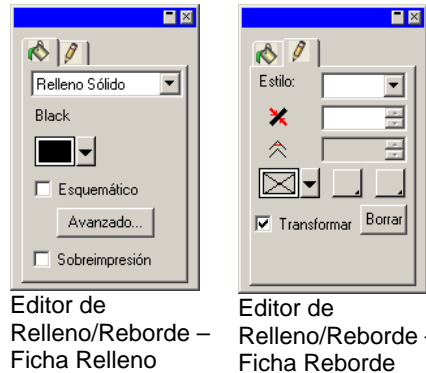 Relleno Sólido
Black
Esquemático
Avanzado...
Sobreimpresión
Editor de
Relleno/Reborde –
Ficha Relleno
Estilo:
Transformar
Borrar
Editor de
Relleno/Reborde -
Ficha Reborde